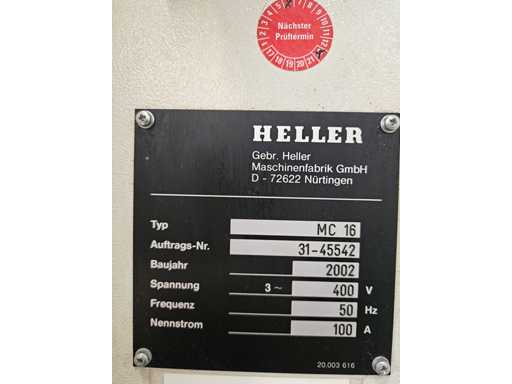 Nächster
Prüftermin
HELLER
Gebr. Heller
Maschinenfabrik GmbH
D - 72622 Nürtingen
Typ MC 16
Auftrags-Nr. 31-45542
Baujahr 2002
Spannung 3 ~ 400 V
Frequenz 50 Hz
Nennstrom 100 A
20.003 616